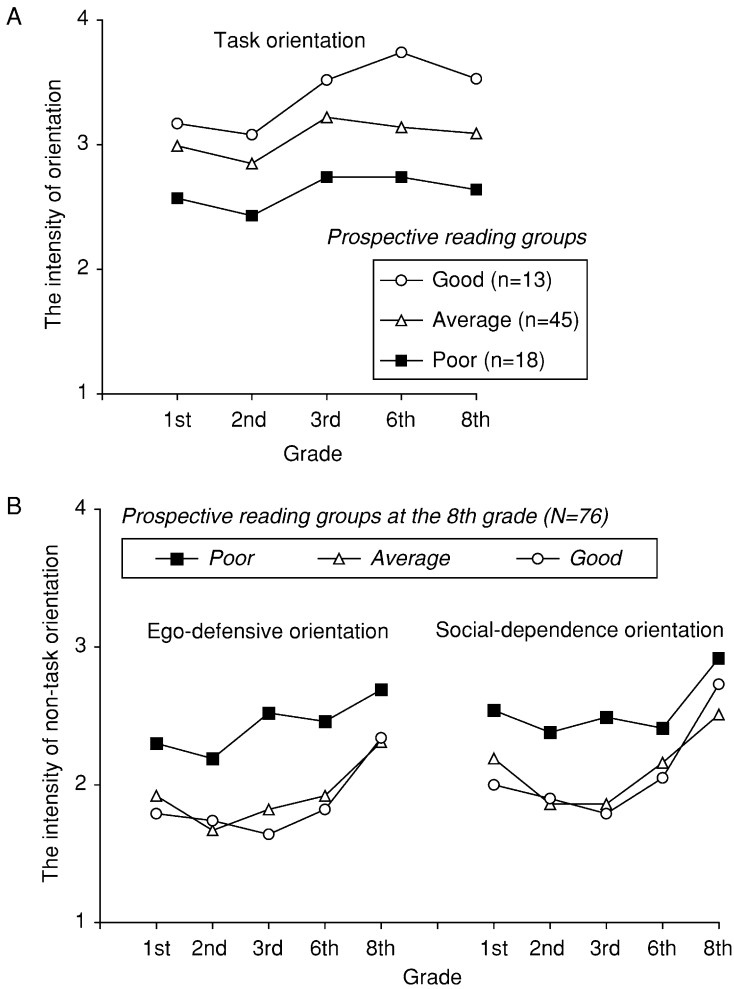 A
4
Task orientation
3
2
1
The intensity of orientation
Prospective reading groups
Good (n=13)
Average (n=45)
Poor (n=18)
1st 2nd 3rd 6th 8th
Grade
B
4
3
2
1
The intensity of non-task orientation
Prospective reading groups at the 8th grade (N=76)
Poor Average Good
Ego-defensive orientation Social-dependence orientation
1st 2nd 3rd 6th 8th 1st 2nd 3rd 6th 8th
Grade